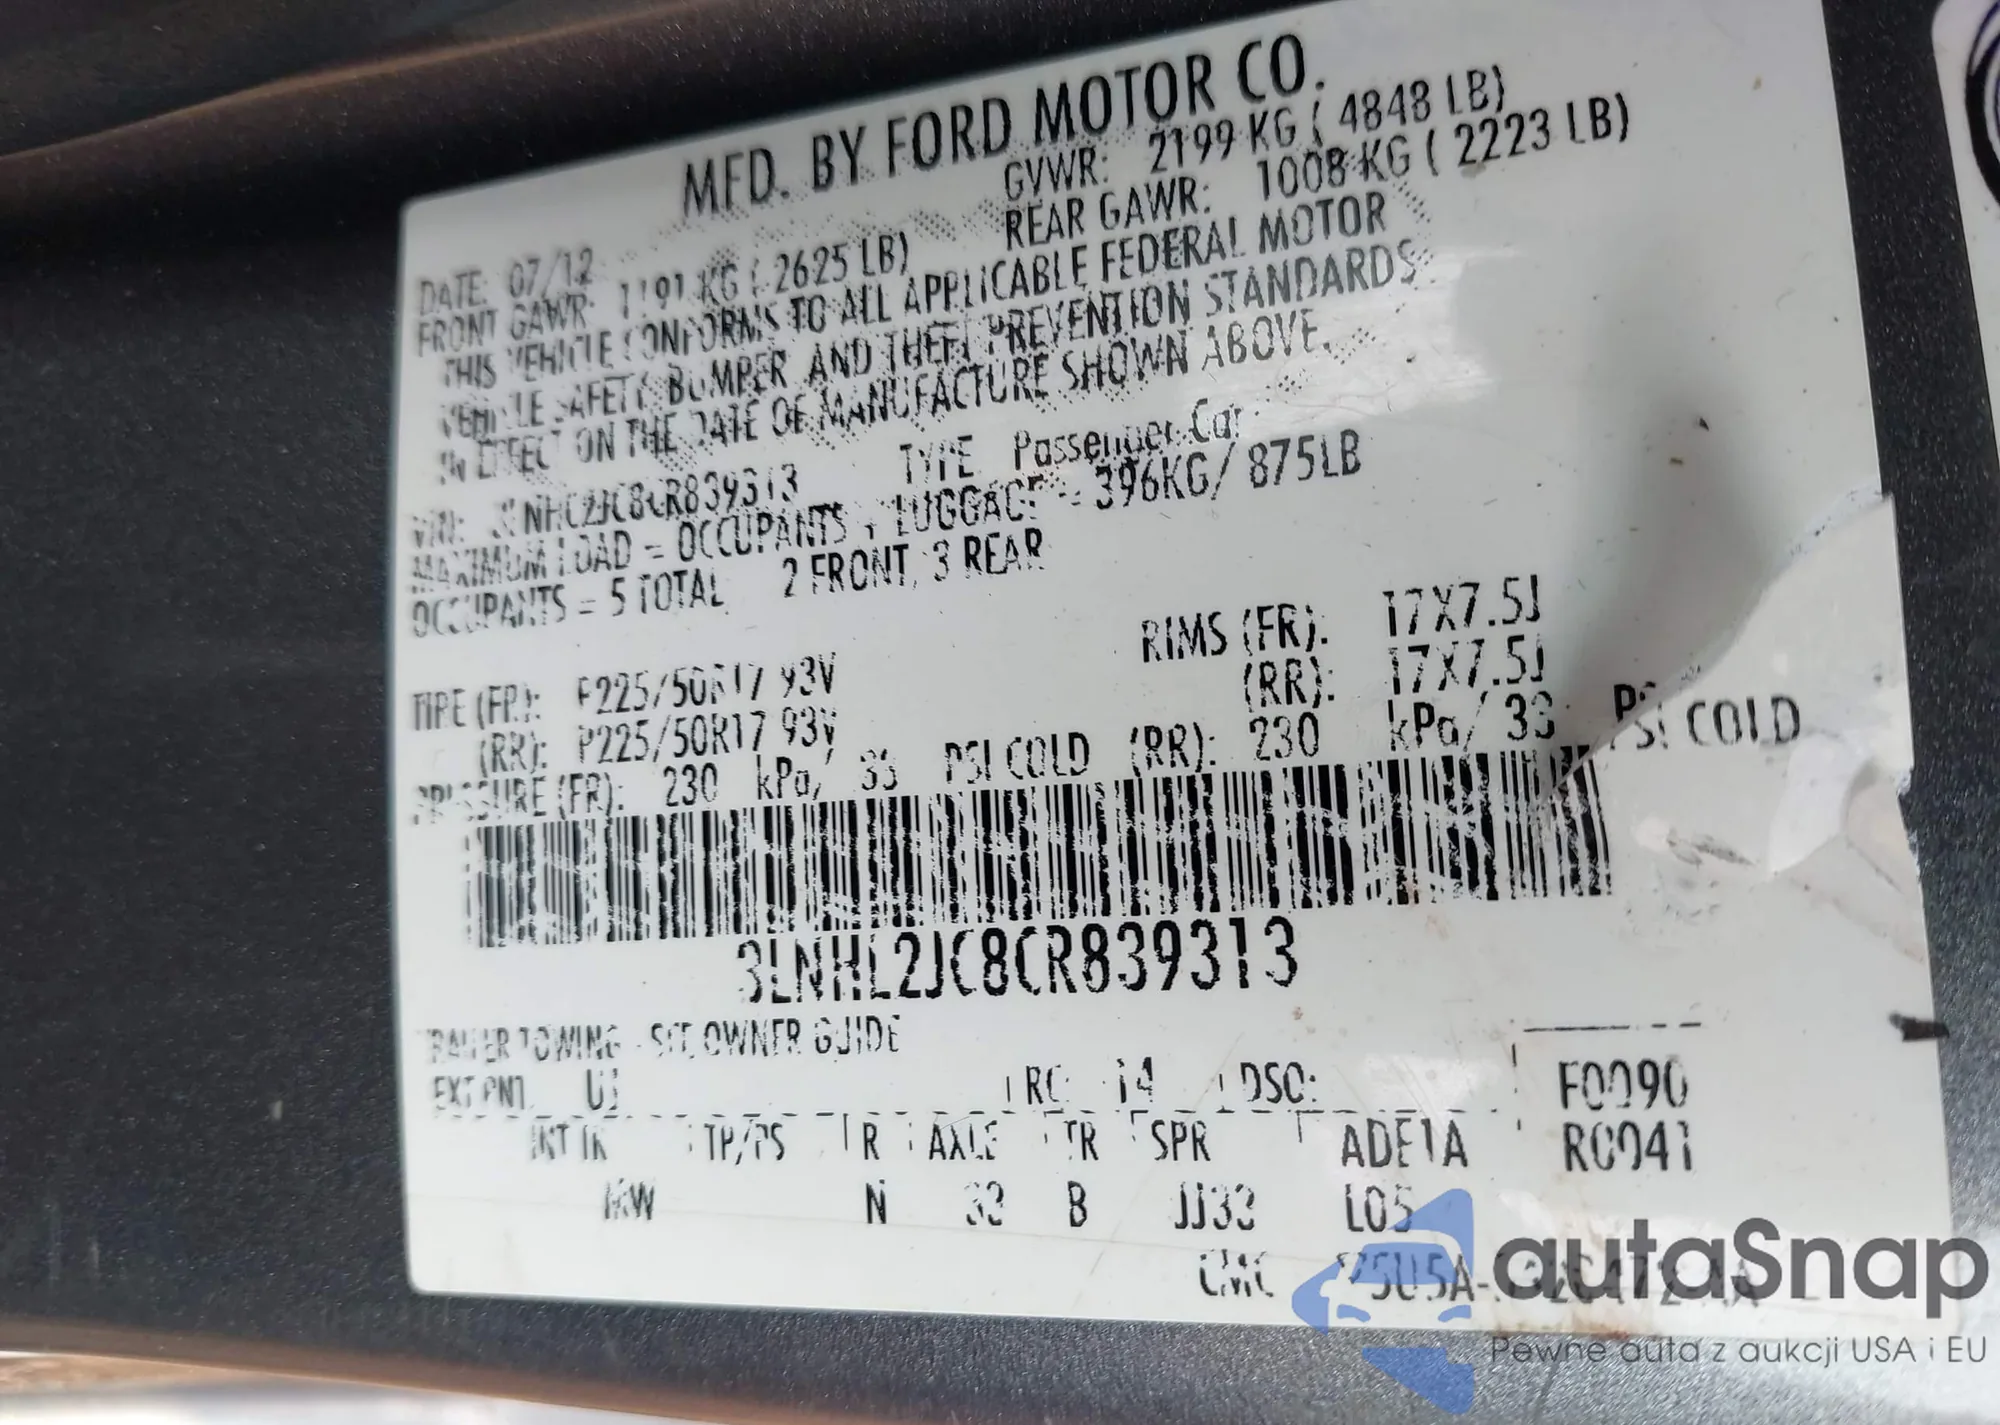 MFD. BY FORD MOTOR CO.
DATE: 07/12 GVWR: 2199 KG ( 4848 LB)
FRONT GAWR: 1191 KG ( 2625 LB) REAR GAWR: 1008 KG ( 2223 LB)
THIS VEHICLE CONFORMS TO ALL APPLICABLE FEDERAL MOTOR
VEHICLE SAFETY, BUMPER, AND THEFT PREVENTION STANDARDS
IN EFFECT ON THE DATE OF MANUFACTURE SHOWN ABOVE.
VIN: TYPE Passenger Car
MAXIMUM LOAD = OCCUPANTS + LUGGAGE = 396KG/ 875LB
OCCUPANTS = 5 TOTAL 2 FRONT, 3 REAR
TIRE (FR): P225/50R17 93V RIMS (FR): 17X7.5J
(RR): P225/50R17 93V (RR): 17X7.5J
PRESSURE (FR): 230 kPa/ 33 PSI COLD (RR): 230 kPa/ 33 PSI COLD
3LNHL2JC8CR839313
TRAILER TOWING - SEE OWNER GUIDE
EXT PNT: UJ RC: 14 DSO: F0090
INT TR TP/PS R AXLE TR SPR ADE1A R0041
MW N 33 B JJ33
CMC
autaSnap
Pewne auta z aukcji USA i EU